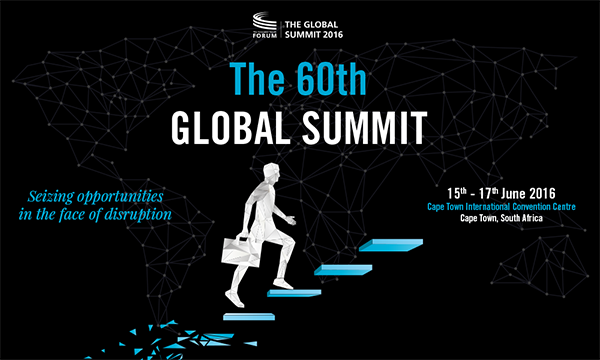 THE GLOBAL
FORUM SUMMIT 2016
The 60th
GLOBAL SUMMIT
Seizing opportunities
in the face of disruption
15th - 17th June 2016
Cape Town International Convention Centre
Cape Town, South Africa